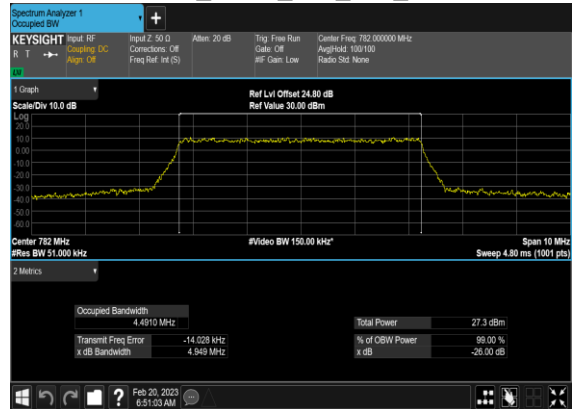 Spectrum Analyzer 1
Occupied BW
KEYSIGHT Input: RF Input Z: 50 Ω Atten: 20 dB Trig: Free Run Center Freq: 782.000000 MHz
R T Coupling: DC Corrections: Off Gate: Off Avg|Hold: 100/100
Align: Off Freq Ref: Int (S) #IF Gain: Low Radio Std: None
1 Graph
Ref Lvl Offset 24.80 dB
Scale/Div 10.0 dB Ref Value 30.00 dBm
Log
20.0
10.0
0.00
-10.0
-20.0
-30.0
-40.0
-50.0
-60.0
Center 782 MHz #Video BW 150.00 kHz* Span 10 MHz
#Res BW 51.000 kHz Sweep 4.80 ms (1001 pts)
2 Metrics
Occupied Bandwidth
4.4910 MHz Total Power 27.3 dBm
Transmit Freq Error -14.028 kHz % of OBW Power 99.00 %
x dB Bandwidth 4.949 MHz x dB -26.00 dB
Feb 20, 2023
6:51:03 AM